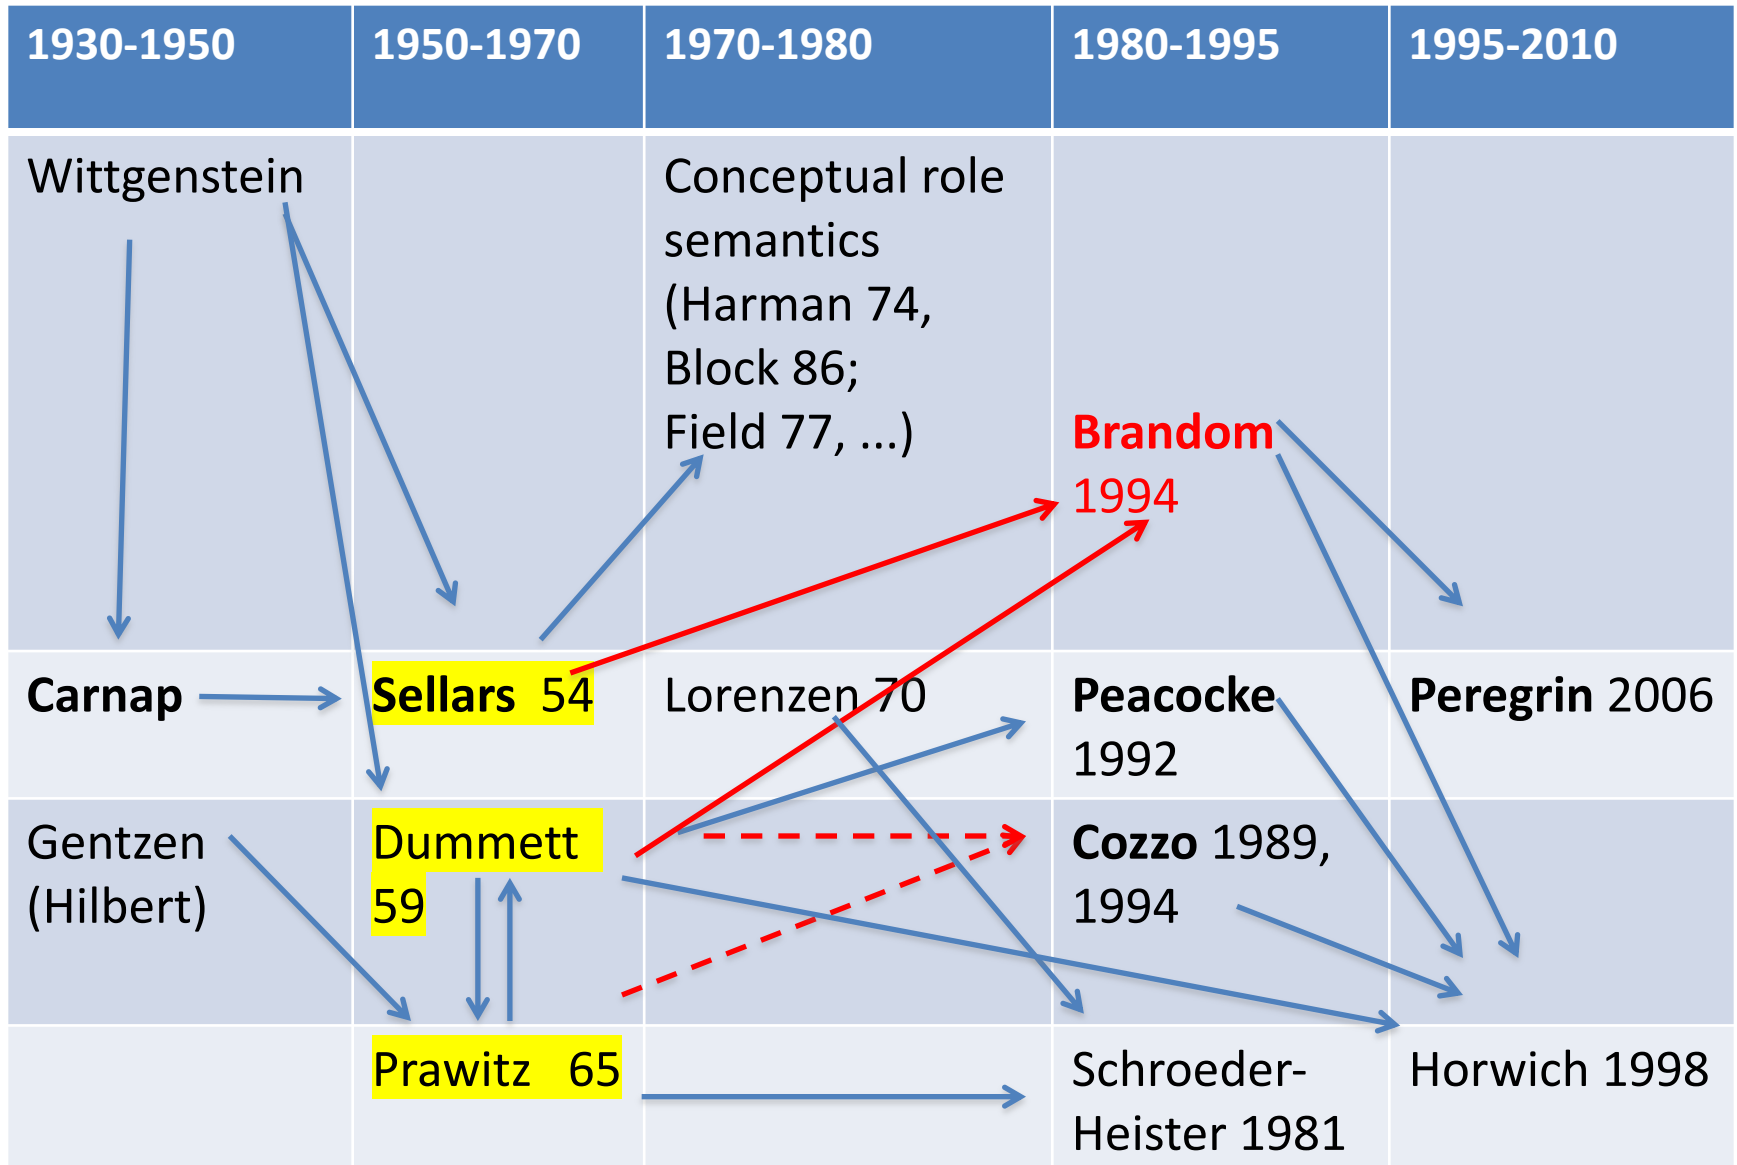 1930-1950
1950-1970
1970-1980
1980-1995
1995-2010
Wittgenstein
Conceptual role
semantics
(Harman 74,
Block 86;
Field 77, ...)
Brandom
1994
Carnap
Sellars 54
Lorenzen 70
Peacocke
1992
Peregrin 2006
Gentzen
(Hilbert)
Dummett
59
Cozzo 1989,
1994
Prawitz 65
Schroeder-
Heister 1981
Horwich 1998